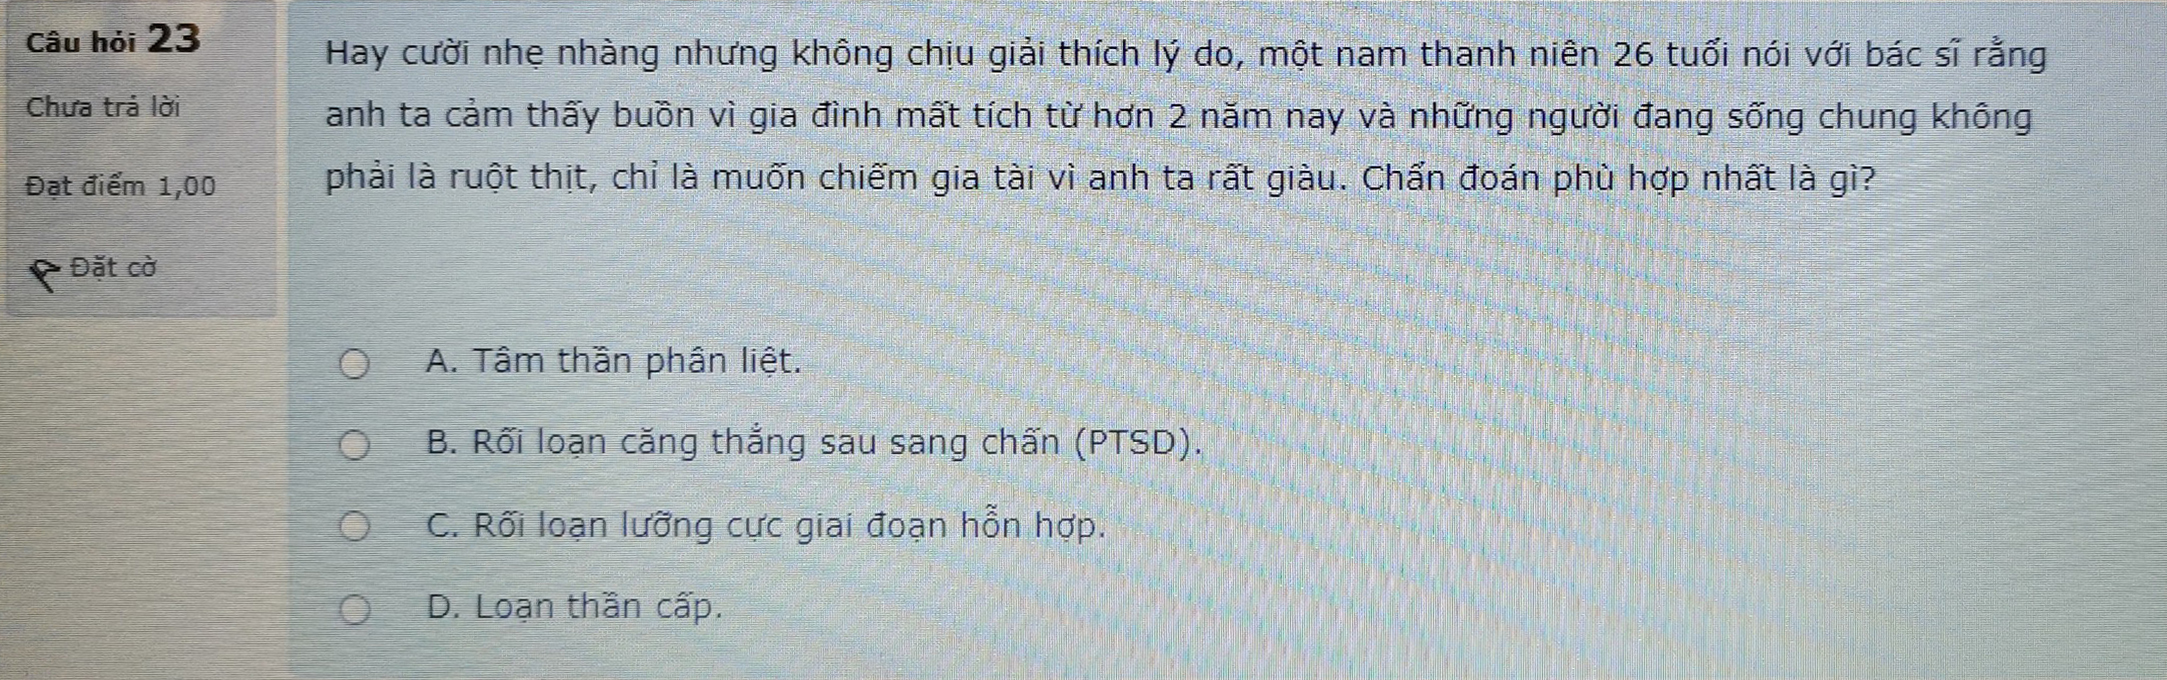 Câu hỏi 23
Chưa trả lời
Đạt điểm 1,00
Đặt cờ
Hay cười nhẹ nhàng nhưng không chịu giải thích lý do, một nam thanh niên 26 tuổi nói với bác sĩ rằng
anh ta cảm thấy buồn vì gia đình mất tích từ hơn 2 năm nay và những người đang sống chung không
phải là ruột thịt, chỉ là muốn chiếm gia tài vì anh ta rất giàu. Chẩn đoán phù hợp nhất là gì?
A. Tâm thần phân liệt.
B. Rối loạn căng thẳng sau sang chấn (PTSD).
C. Rối loạn lưỡng cực giai đoạn hỗn hợp.
D. Loạn thần cấp.